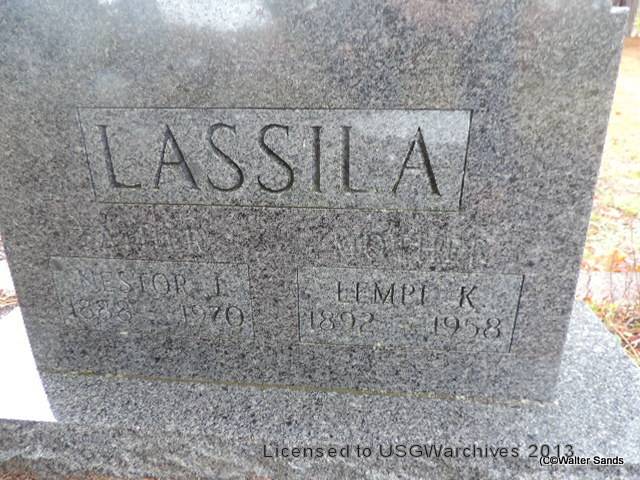 LASSILA
FATHER MOTHER
NESTOR LEMPI K
1888 - 1970 1892 - 1958
Licensed to USGWarchives 2013
(C©Walter Sands